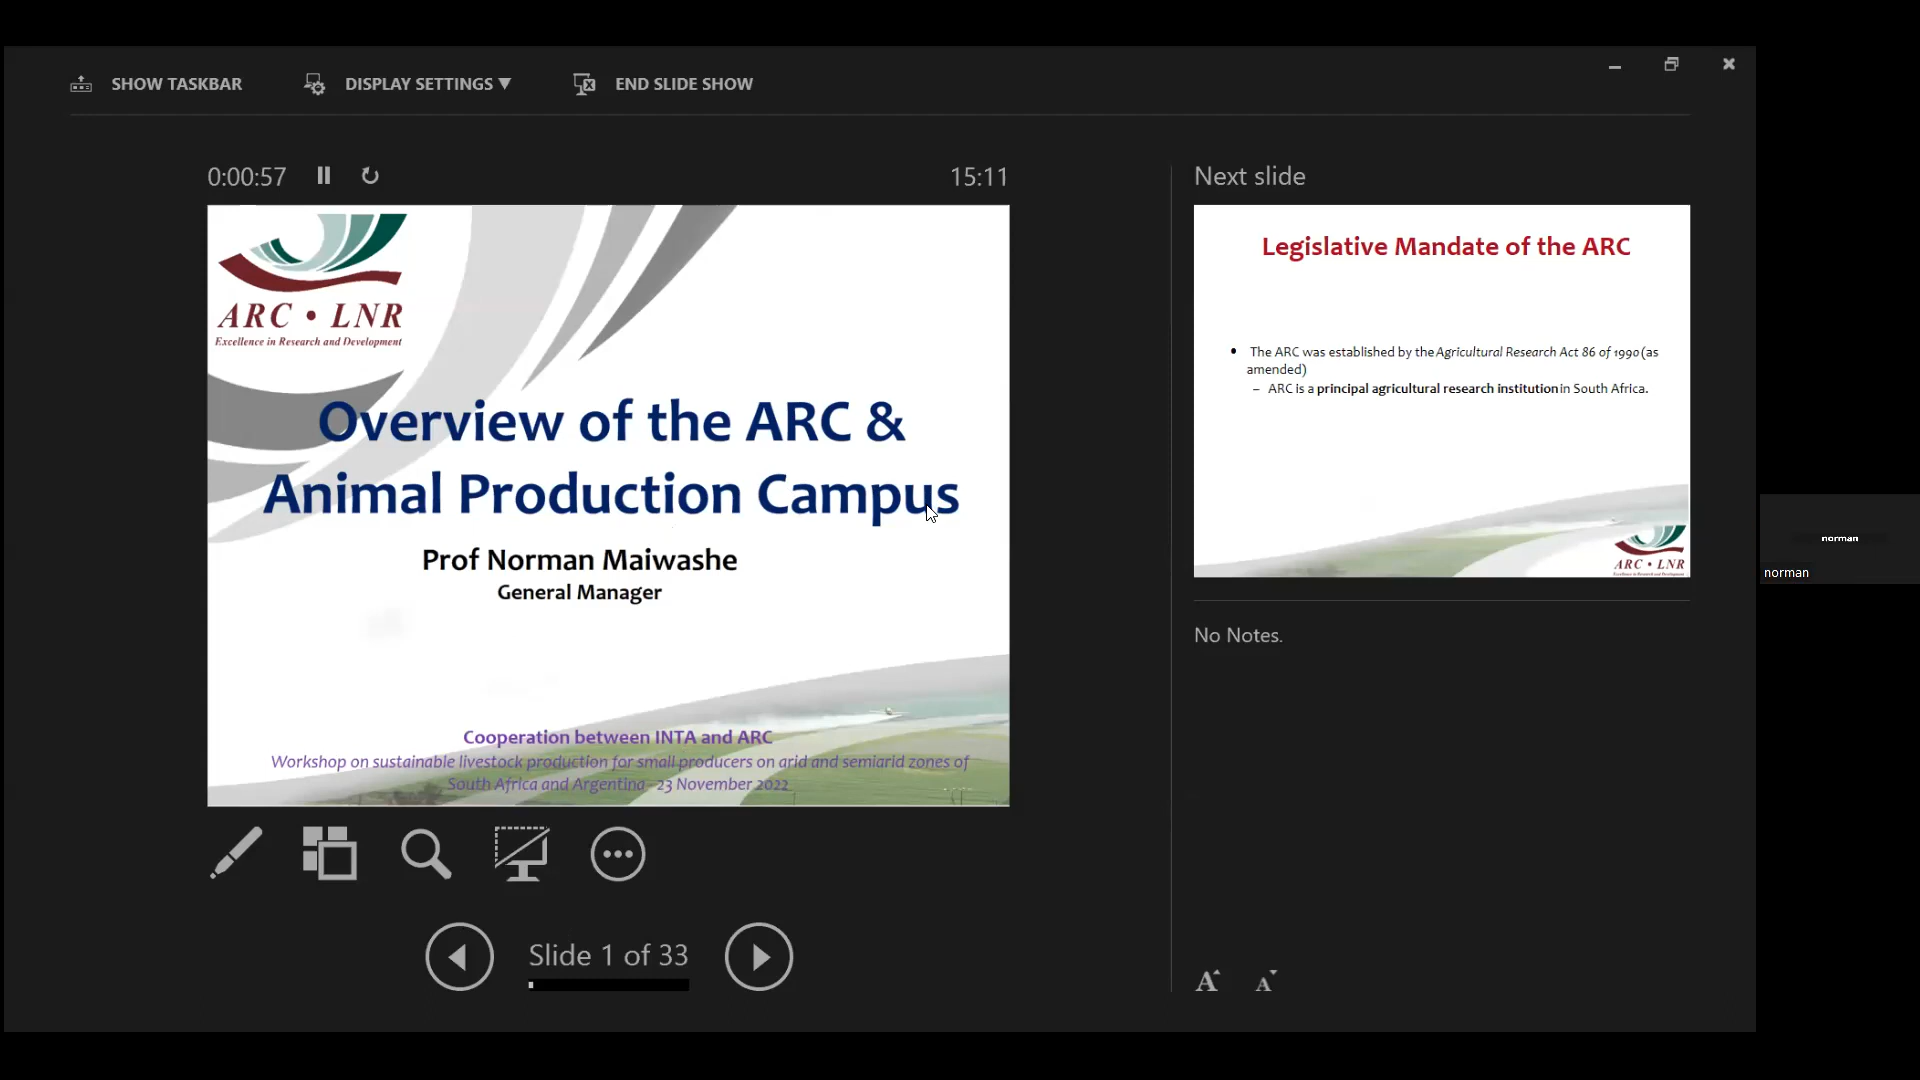 SHOW TASKBAR
DISPLAY SETTINGS ▼
END SLIDE SHOW
0:00:57
15:11
ARC • LNR
Excellence in Research and Development
Overview of the ARC &
Animal Production Campus
Prof Norman Maiwashe
General Manager
Cooperation between INTA and ARC
Workshop on sustainable livestock production for small producers on arid and semiarid zones of
South Africa and Argentina - 23 November 2022
Slide 1 of 33
Next slide
Legislative Mandate of the ARC
• The ARC was established by the Agricultural Research Act 86 of 1990 (as
amended)
– ARC is a principal agricultural research institution in South Africa.
ARC • LNR
No Notes.
A A
norman
norman